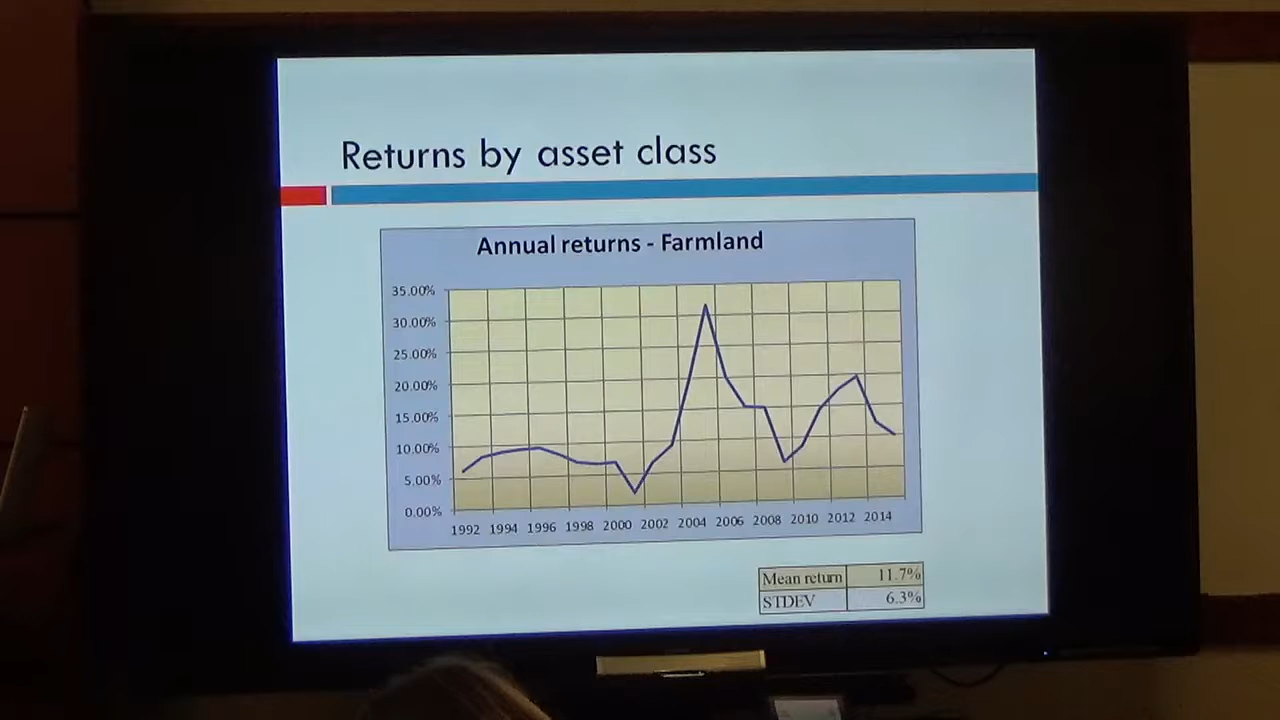 Returns by asset class
Annual returns - Farmland
35.00%
30.00%
25.00%
20.00%
15.00%
10.00%
5.00%
0.00%
1992 1994 1996 1998 2000 2002 2004 2006 2008 2010 2012 2014
Mean return 11.7%
STDEV 6.3%